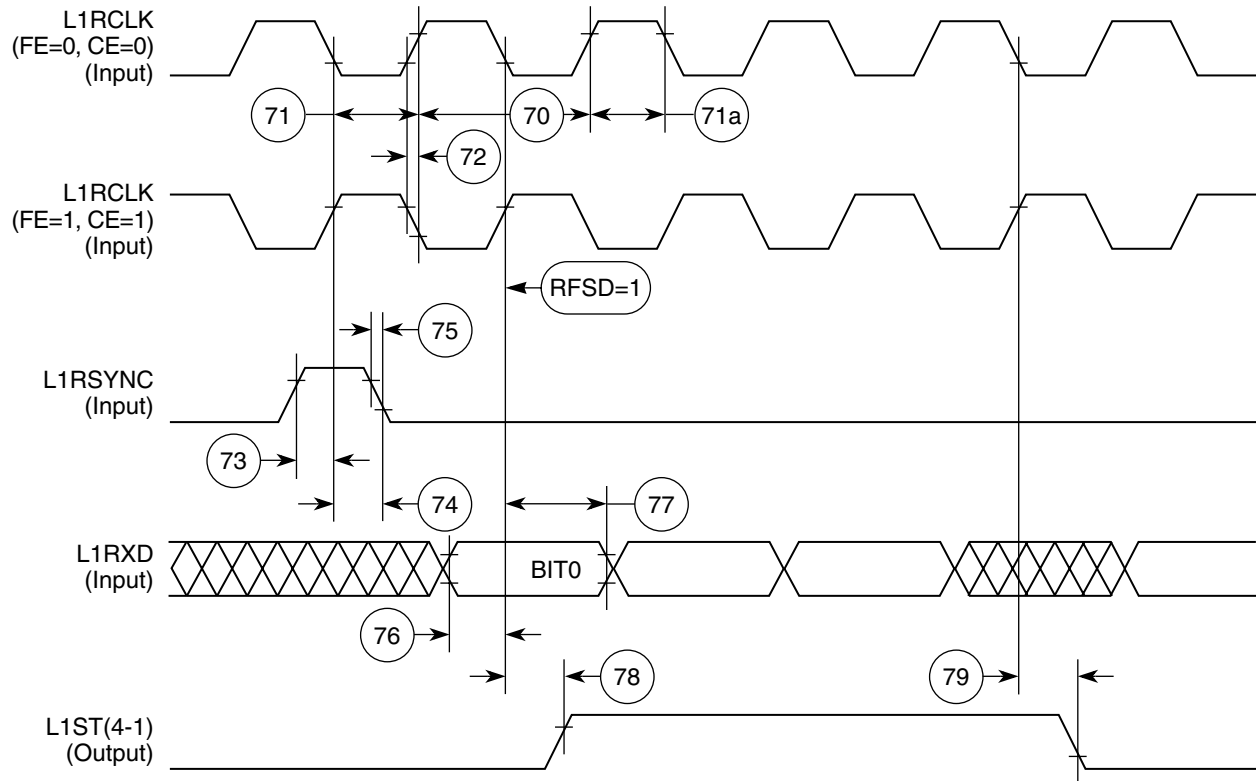 L1RCLK
(FE=0, CE=0)
(Input)
71
70
71a
72
L1RCLK
(FE=1, CE=1)
(Input)
RFSD=1
75
L1RSYNC
(Input)
73
74
77
L1RXD
(Input)
BIT0
76
78
79
L1ST(4-1)
(Output)